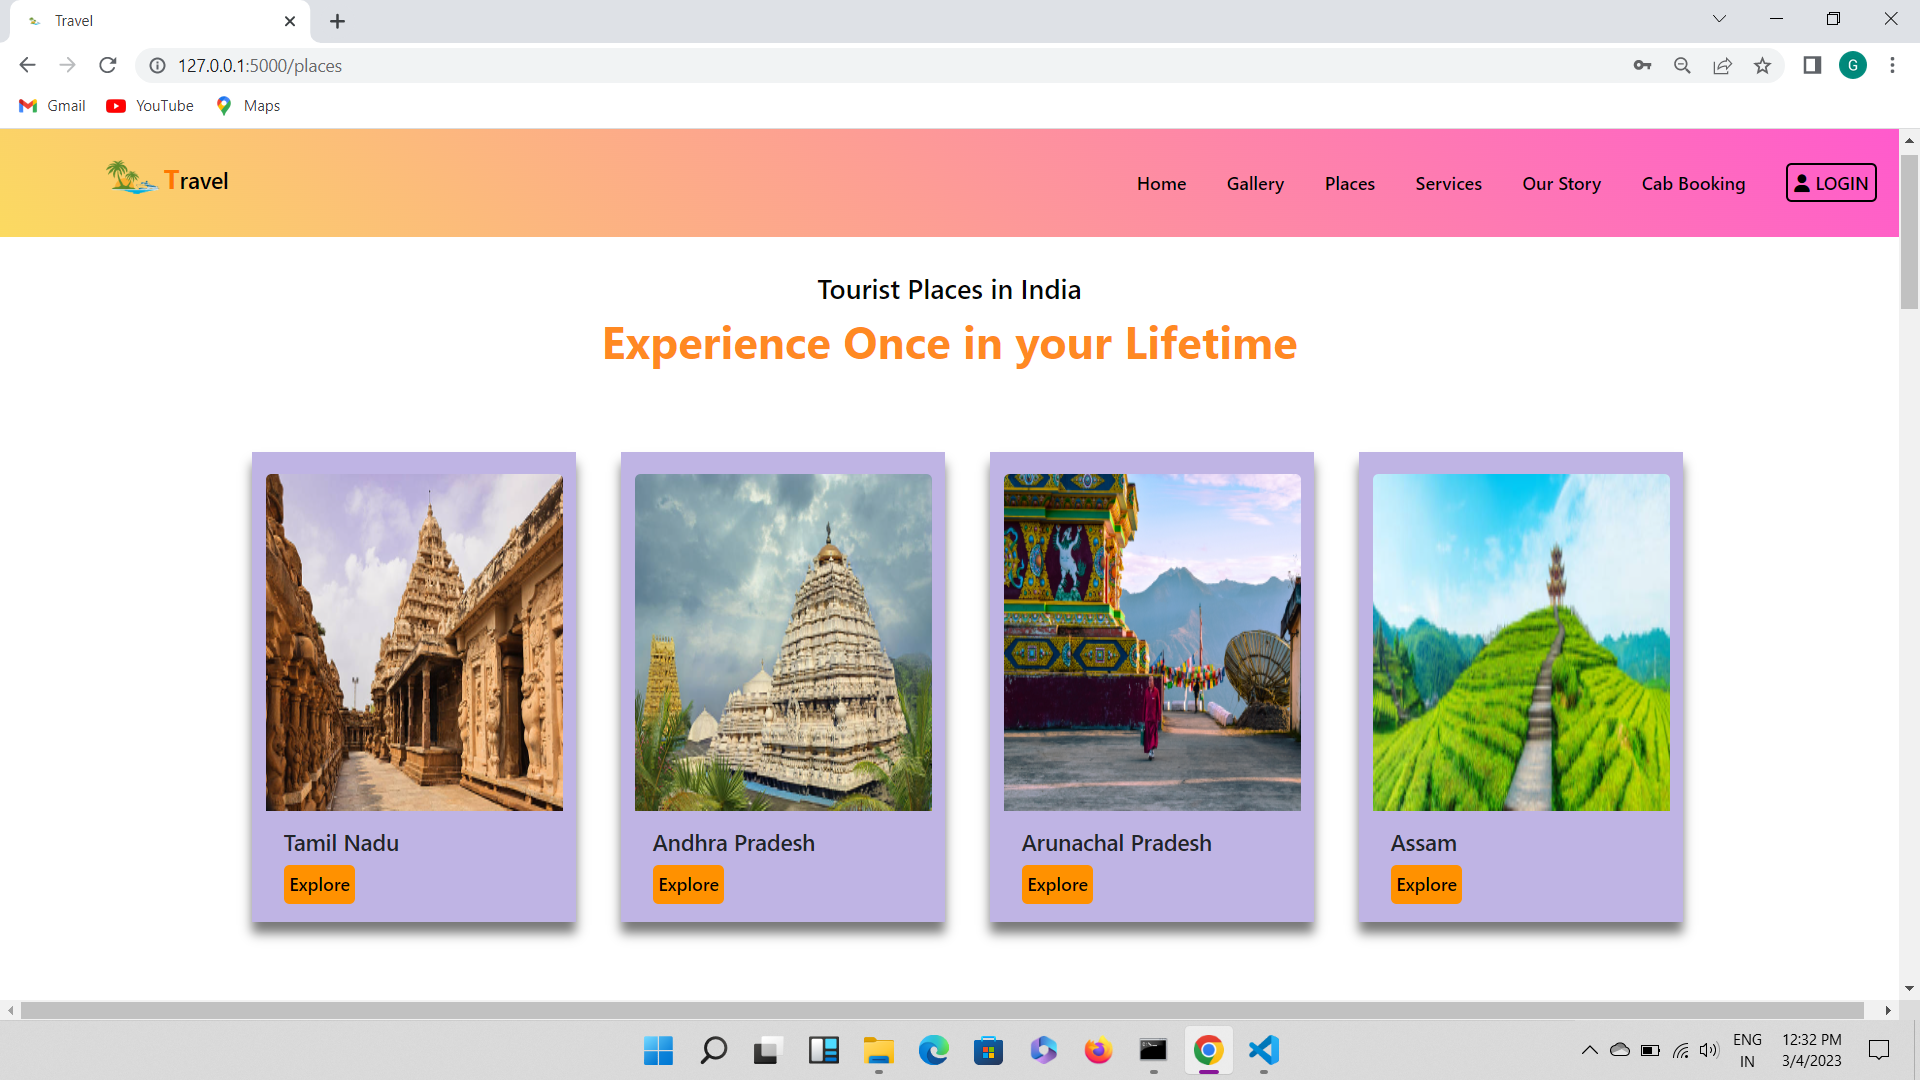 Travel
127.0.0.1:5000/places
G
Gmail YouTube Maps
Travel
Home Gallery Places Services Our Story Cab Booking LOGIN
Tourist Places in India
Experience Once in your Lifetime
Tamil Nadu
Explore
Andhra Pradesh
Explore
Arunachal Pradesh
Explore
Assam
Explore
ENG
IN
12:32 PM
3/4/2023